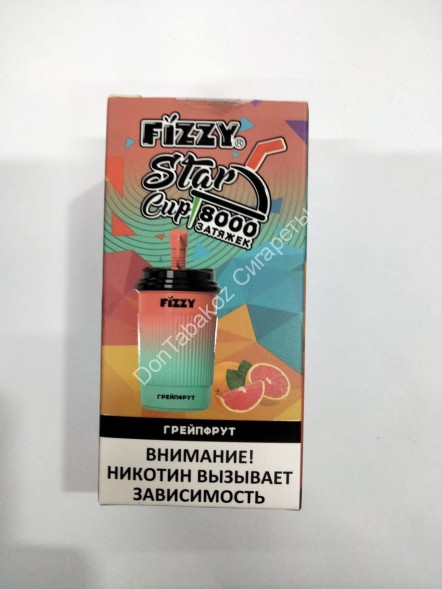 FIZZY®
Star
Cup 8000
ЗАТЯЖЕК
FIZZY
ГРЕЙПФРУТ
ГРЕЙПФРУТ
ВНИМАНИЕ!
НИКОТИН ВЫЗЫВАЕТ
ЗАВИСИМОСТЬ
DonTabakoz Сигареты